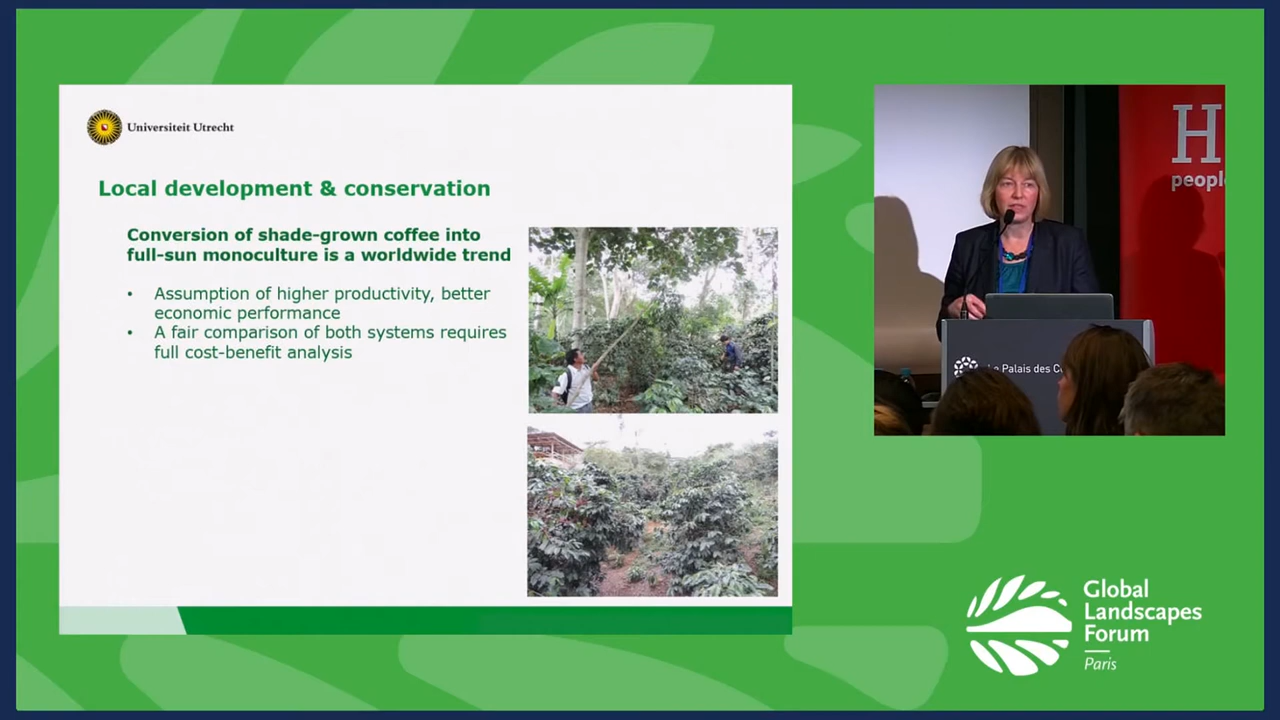 Universiteit Utrecht
Local development & conservation
Conversion of shade-grown coffee into
full-sun monoculture is a worldwide trend
• Assumption of higher productivity, better
economic performance
• A fair comparison of both systems requires
full cost-benefit analysis
H
peopl
Palais des C
Global
Landscapes
Forum
Paris